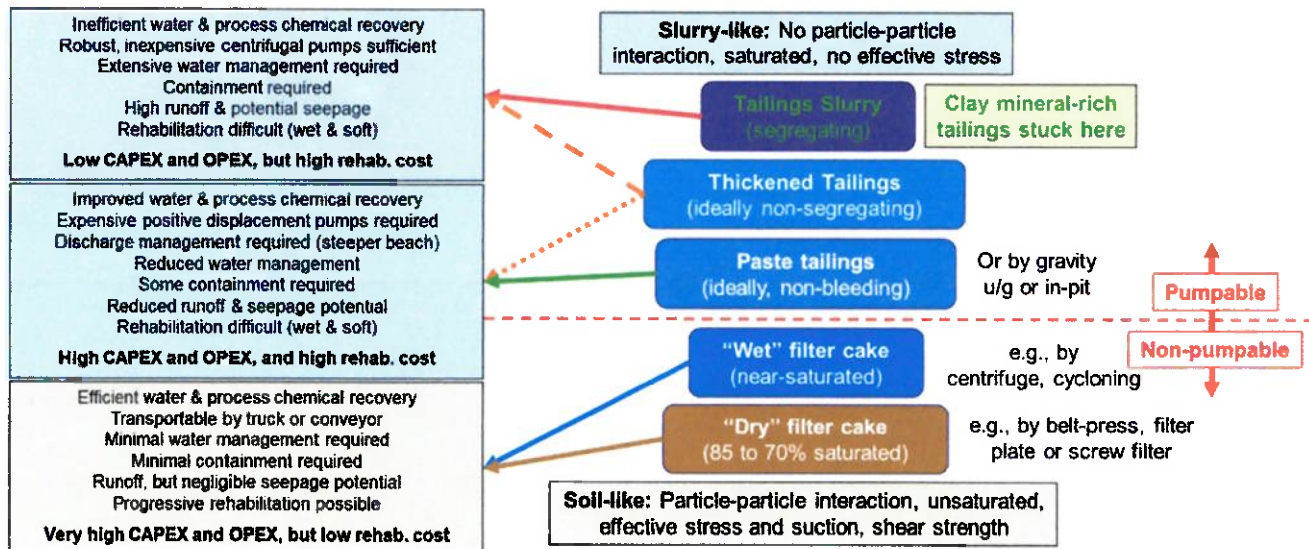 Inefficient water & process chemical recovery
Robust, inexpensive centrifugal pumps sufficient
Extensive water management required
Containment required
High runoff & potential seepage
Rehabilitation difficult (wet & soft)
Low CAPEX and OPEX, but high rehab. cost
Improved water & process chemical recovery
Expensive positive displacement pumps required
Discharge management required (steeper beach)
Reduced water management
Some containment required
Reduced runoff & seepage potential
Rehabilitation difficult (wet & soft)
High CAPEX and OPEX, and high rehab. cost
Efficient water & process chemical recovery
Transportable by truck or conveyor
Minimal water management required
Minimal containment required
Runoff, but negligible seepage potential
Progressive rehabilitation possible
Very high CAPEX and OPEX, but low rehab. cost
Slurry-like: No particle-particle
interaction, saturated, no effective stress
Tailings Slurry
(segregating)
Clay mineral-rich
tailings stuck here
Thickened Tailings
(ideally non-segregating)
Paste tailings
(ideally, non-bleeding)
Or by gravity
u/g or in-pit
Pumpable
Non-pumpable
"Wet" filter cake
(near-saturated)
e.g., by
centrifuge, cycloning
"Dry" filter cake
(85 to 70% saturated)
e.g., by belt-press, filter
plate or screw filter
Soil-like: Particle-particle interaction, unsaturated,
effective stress and suction, shear strength